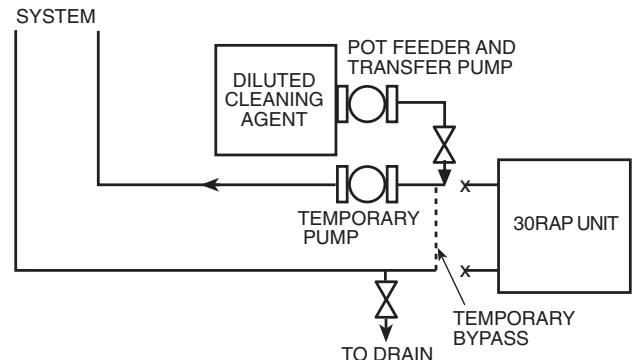 SYSTEM
POT FEEDER AND
TRANSFER PUMP
DILUTED
CLEANING
AGENT
TEMPORARY
PUMP
x
x
30RAP UNIT
TEMPORARY
BYPASS
TO DRAIN